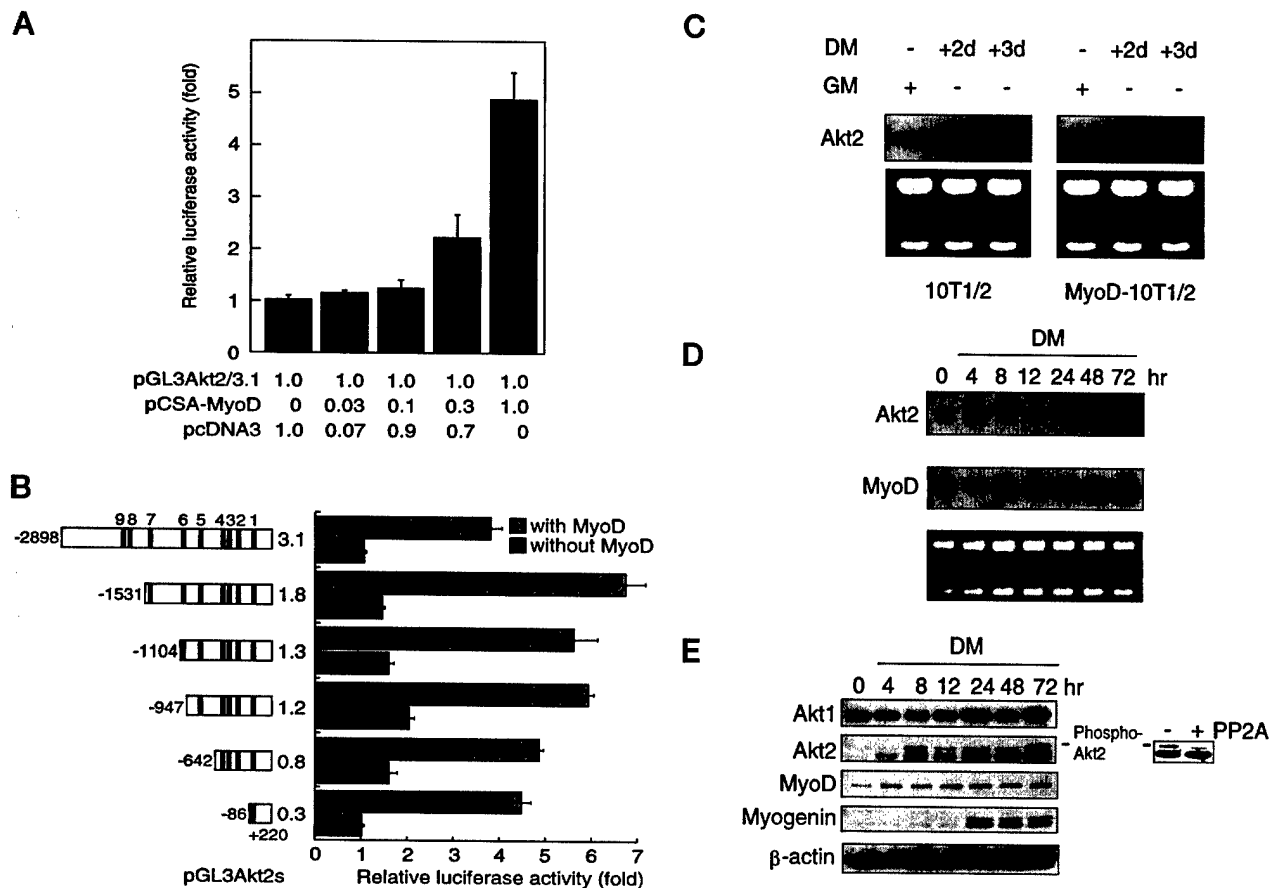 A
Relative luciferase activity (fold)
5
4
3
2
1
0
pGL3Akt2/3.1 1.0 1.0 1.0 1.0 1.0
pCSA-MyoD 0 0.03 0.1 0.3 1.0
pcDNA3 1.0 0.07 0.9 0.7 0
B
98 7 6 5 432 1
-2898 3.1
-1531 1.8
-1104 1.3
-947 1.2
-642 0.8
-86 0.3
+220
pGL3Akt2s
with MyoD
without MyoD
0 1 2 3 4 5 6 7
Relative luciferase activity (fold)
C
DM - +2d +3d - +2d +3d
GM + - - + - -
Akt2
10T1/2 MyoD-10T1/2
D
DM
0 4 8 12 24 48 72 hr
Akt2
MyoD
E
DM
0 4 8 12 24 48 72 hr
Akt1
Akt2
MyoD
Myogenin
β-actin
- Phospho- -
Akt2
- + PP2A